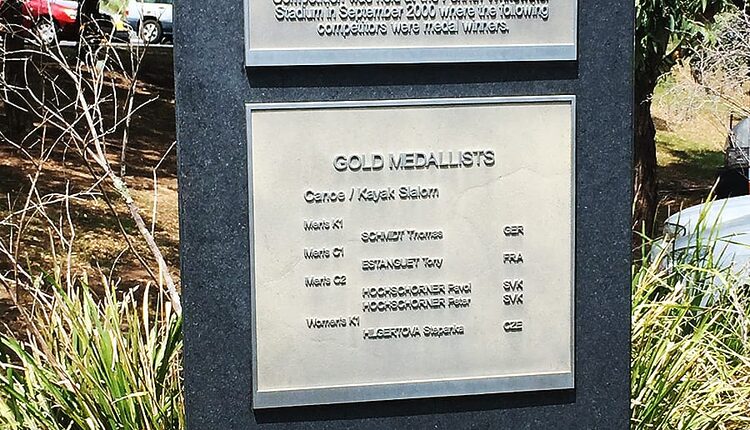 Stadium in September 2000 where the following
competitors were medal winners.
GOLD MEDALLISTS
Canoe / Kayak Slalom
Men's K1
SCHMIDT Thomas GER
Men's C1
ESTANGUET Tony FRA
Men's C2
HOCHSCHORNER Pavol SVK
HOCHSCHORNER Peter SVK
Women's K1
HILGERTOVA Stepanka CZE